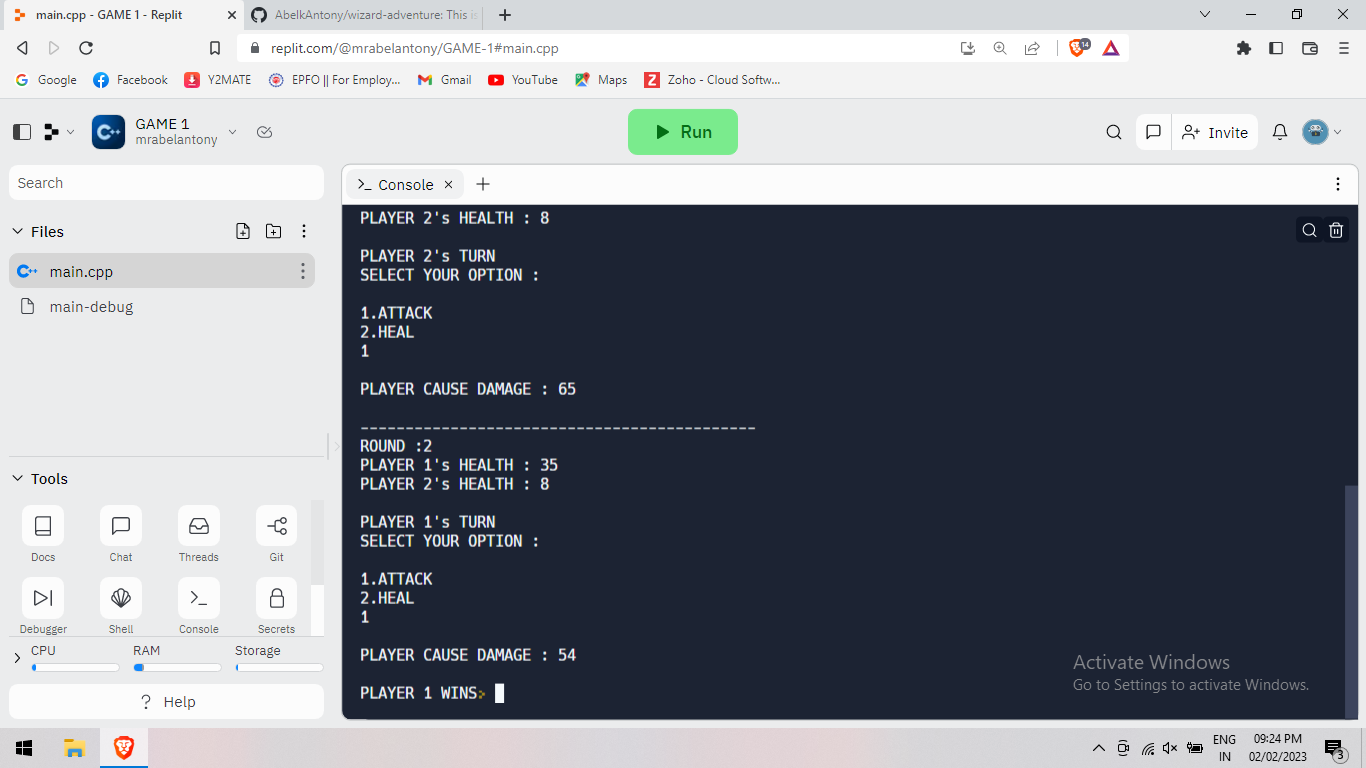 main.cpp - GAME 1 - Replit
AbelkAntony/wizard-adventure: This is
replit.com/@mrabelantony/GAME-1#main.cpp
14
Google
Facebook
Y2MATE
EPFO || For Employ...
Gmail
YouTube
Maps
Zoho - Cloud Softw...
GAME 1
mrabelantony
Run
Invite
Search
Console
Files
main.cpp
main-debug
PLAYER 2's HEALTH : 8
PLAYER 2's TURN
SELECT YOUR OPTION :
1.ATTACK
2.HEAL
1
PLAYER CAUSE DAMAGE : 65
--------------------------------------------
ROUND :2
PLAYER 1's HEALTH : 35
PLAYER 2's HEALTH : 8
PLAYER 1's TURN
SELECT YOUR OPTION :
1.ATTACK
2.HEAL
1
PLAYER CAUSE DAMAGE : 54
PLAYER 1 WINS
Tools
Docs
Chat
Threads
Git
Debugger
Shell
Console
Secrets
CPU
RAM
Storage
? Help
Activate Windows
Go to Settings to activate Windows.
ENG
IN
09:24 PM
02/02/2023
3